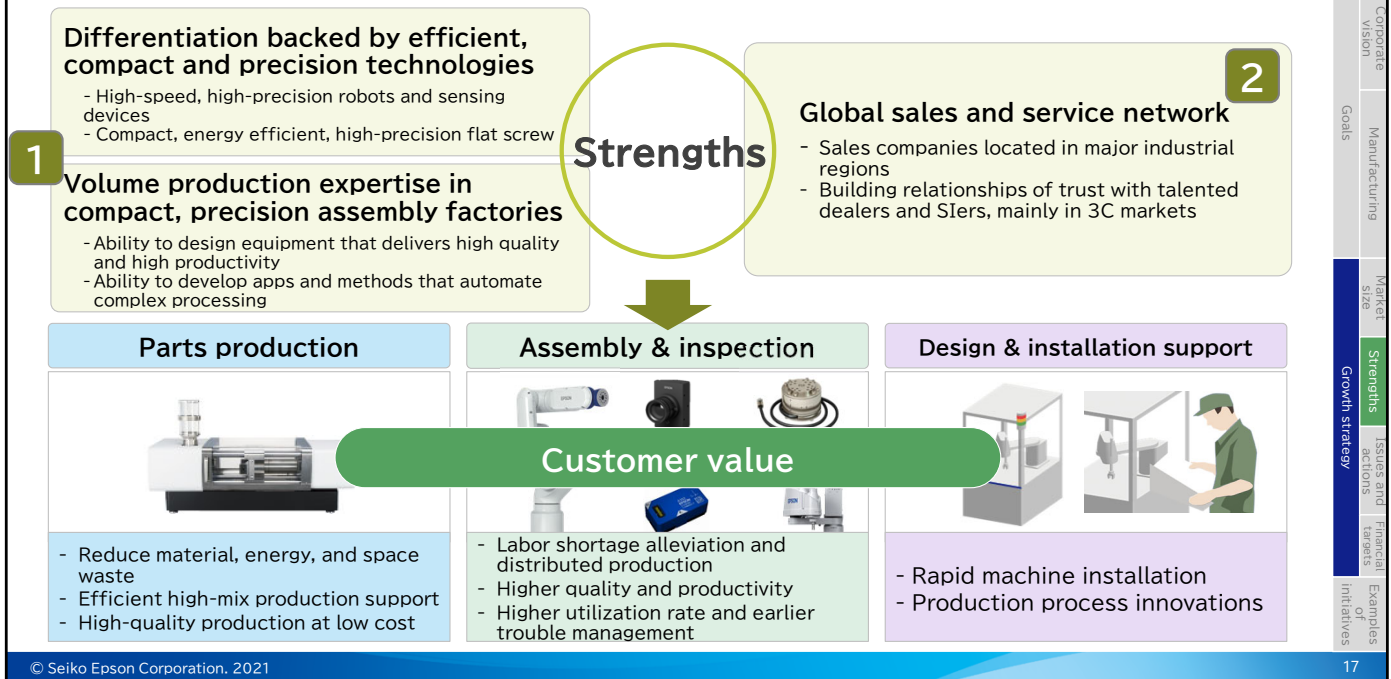 Differentiation backed by efficient,
compact and precision technologies
- High-speed, high-precision robots and sensing
devices
- Compact, energy efficient, high-precision flat screw
1
Volume production expertise in
compact, precision assembly factories
- Ability to design equipment that delivers high quality
and high productivity
- Ability to develop apps and methods that automate
complex processing
Strengths
2
Global sales and service network
- Sales companies located in major industrial
regions
- Building relationships of trust with talented
dealers and SIers, mainly in 3C markets
Parts production
Assembly & inspection
Design & installation support
EPSON
EPSON
Customer value
- Reduce material, energy, and space
waste
- Efficient high-mix production support
- High-quality production at low cost
- Labor shortage alleviation and
distributed production
- Higher quality and productivity
- Higher utilization rate and earlier
trouble management
- Rapid machine installation
- Production process innovations
Corporate
vision
Goals
Manufacturing
Market
size
Strengths
Growth strategy
Issues and
actions
Financial
targets
Examples
of
initiatives
© Seiko Epson Corporation. 2021
17